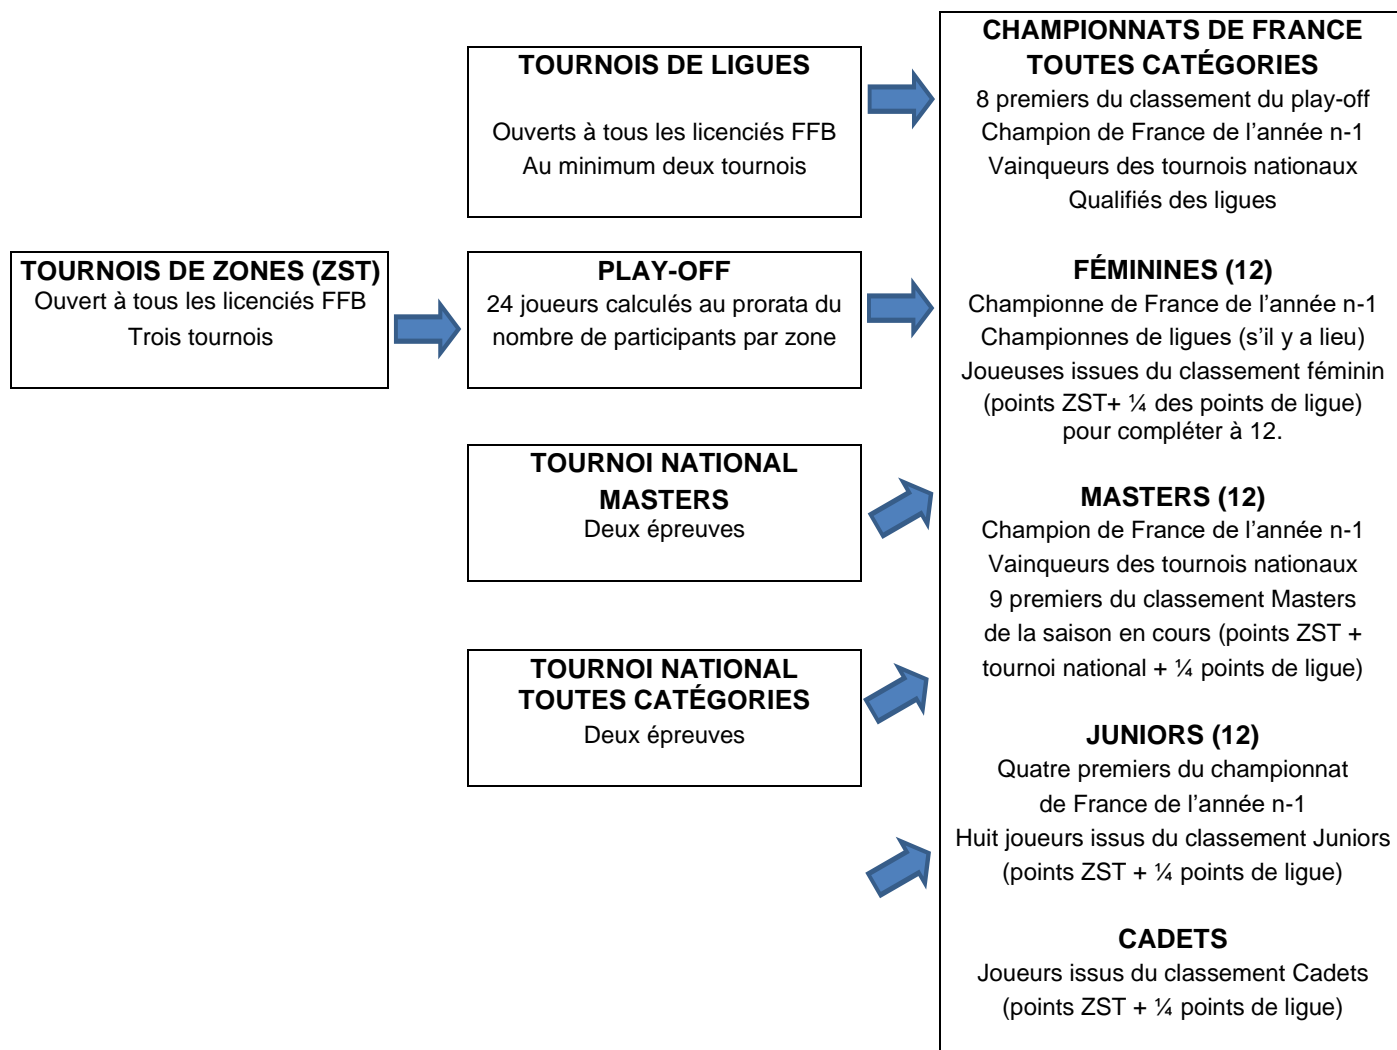 TOURNOIS DE ZONES (ZST)
Ouvert à tous les licenciés FFB
Trois tournois
TOURNOIS DE LIGUES
Ouverts à tous les licenciés FFB
Au minimum deux tournois
PLAY-OFF
24 joueurs calculés au prorata du
nombre de participants par zone
TOURNOI NATIONAL
MASTERS
Deux épreuves
TOURNOI NATIONAL
TOUTES CATÉGORIES
Deux épreuves
CHAMPIONNATS DE FRANCE
TOUTES CATÉGORIES
8 premiers du classement du play-off
Champion de France de l’année n-1
Vainqueurs des tournois nationaux
Qualifiés des ligues
FÉMININES (12)
Championne de France de l’année n-1
Championnes de ligues (s’il y a lieu)
Joueuses issues du classement féminin
(points ZST+ ¼ des points de ligue)
pour compléter à 12.
MASTERS (12)
Champion de France de l’année n-1
Vainqueurs des tournois nationaux
9 premiers du classement Masters
de la saison en cours (points ZST +
tournoi national + ¼ points de ligue)
JUNIORS (12)
Quatre premiers du championnat
de France de l’année n-1
Huit joueurs issus du classement Juniors
(points ZST + ¼ points de ligue)
CADETS
Joueurs issus du classement Cadets
(points ZST + ¼ points de ligue)